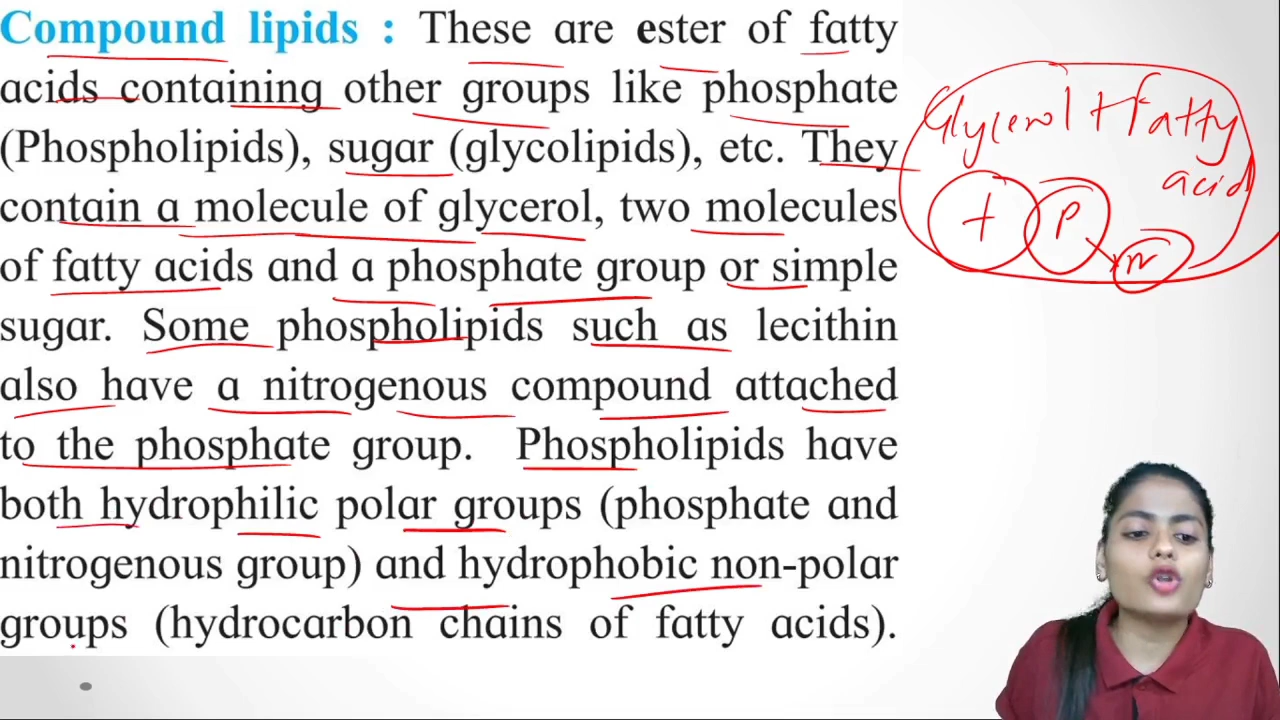 Compound lipids : These are ester of fatty
acids containing other groups like phosphate
(Phospholipids), sugar (glycolipids), etc. They
contain a molecule of glycerol, two molecules
of fatty acids and a phosphate group or simple
sugar. Some phospholipids such as lecithin
also have a nitrogenous compound attached
to the phosphate group. Phospholipids have
both hydrophilic polar groups (phosphate and
nitrogenous group) and hydrophobic non-polar
groups (hydrocarbon chains of fatty acids).
Glycerol + fatty
acid
+ P